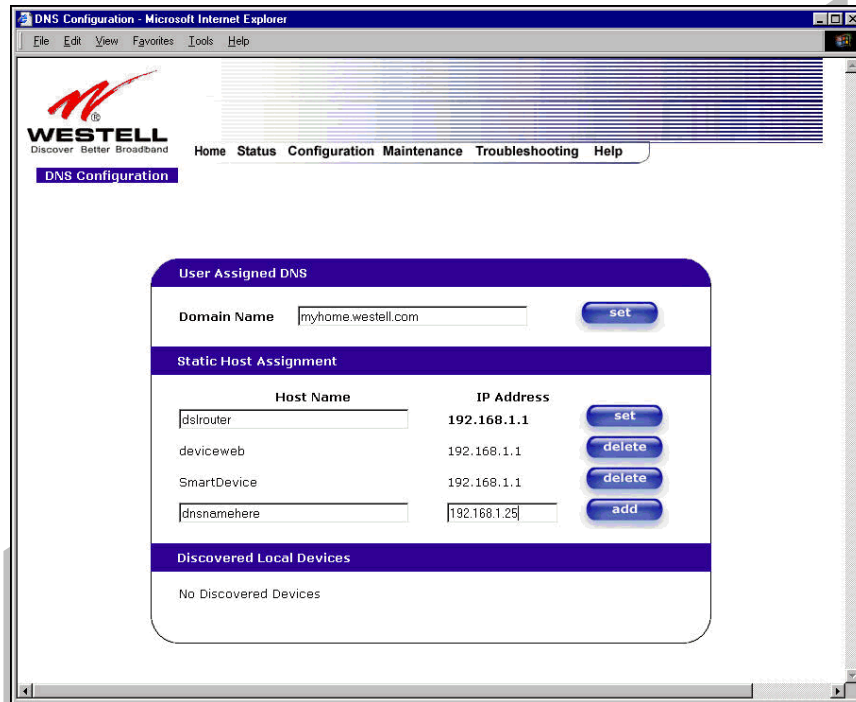 DNS Configuration - Microsoft Internet Explorer
File Edit View Favorites Tools Help
®
WESTELL
Discover Better Broadband
Home Status Configuration Maintenance Troubleshooting Help
DNS Configuration
User Assigned DNS
Domain Name myhome.westell.com set
Static Host Assignment
Host Name IP Address
dslrouter 192.168.1.1 set
deviceweb 192.168.1.1 delete
SmartDevice 192.168.1.1 delete
dnsnamehere 192.168.1.25 add
Discovered Local Devices
No Discovered Devices